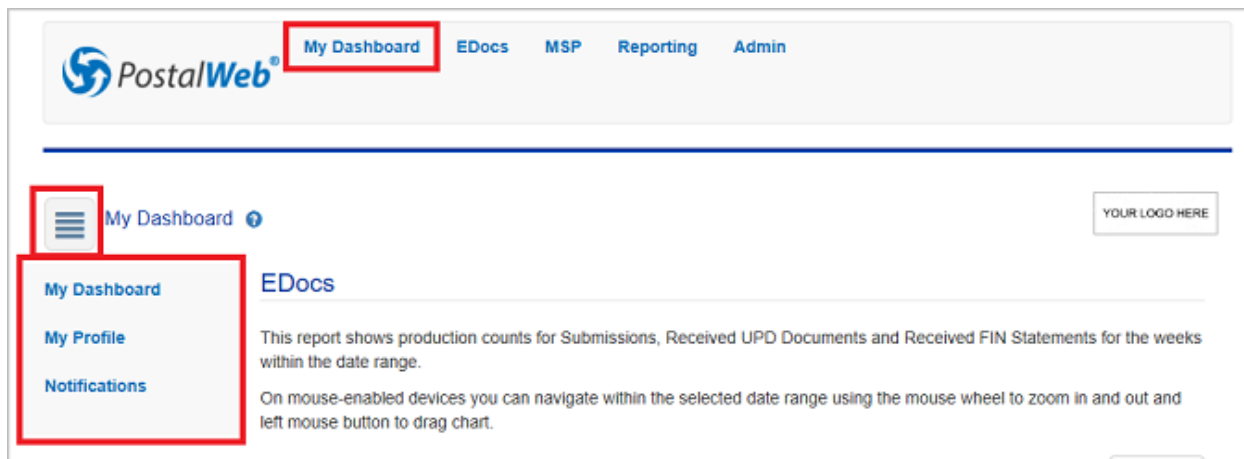 PostalWeb®
My Dashboard EDocs MSP Reporting Admin
My Dashboard ?
YOUR LOGO HERE
My Dashboard
My Profile
Notifications
EDocs
This report shows production counts for Submissions, Received UPD Documents and Received FIN Statements for the weeks
within the date range.
On mouse-enabled devices you can navigate within the selected date range using the mouse wheel to zoom in and out and
left mouse button to drag chart.